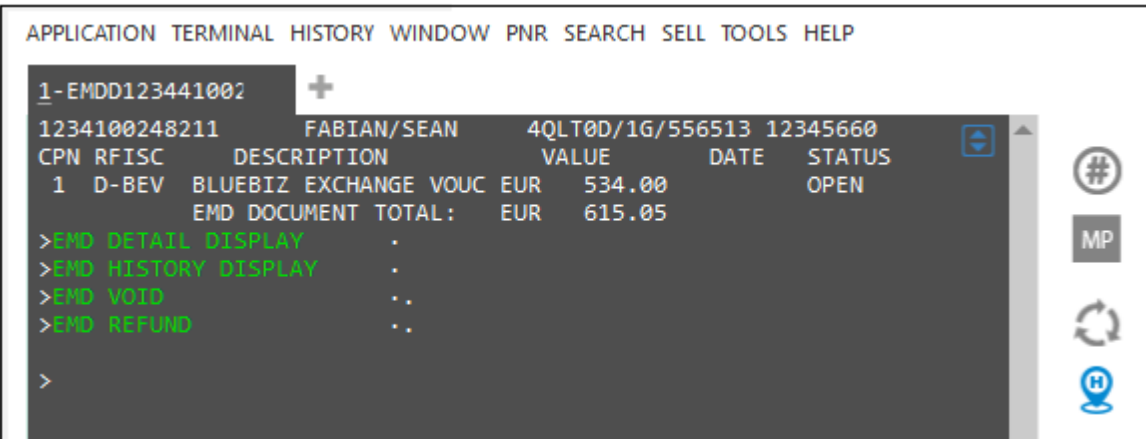 APPLICATION TERMINAL HISTORY WINDOW PNR SEARCH SELL TOOLS HELP
1-EMDD123441002
1234100248211 FABIAN/SEAN 4QLT0D/1G/556513 12345660
CPN RFISC DESCRIPTION VALUE DATE STATUS
1 D-BEV BLUEBIZ EXCHANGE VOUC EUR 534.00 OPEN
EMD DOCUMENT TOTAL: EUR 615.05
>EMD DETAIL DISPLAY ·
>EMD HISTORY DISPLAY ·
>EMD VOID ·.
>EMD REFUND ·.
>
#
MP
H